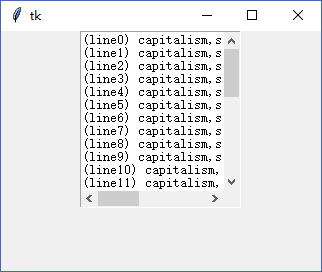 tk
(line0) capitalism,s
(line1) capitalism,s
(line2) capitalism,s
(line3) capitalism,s
(line4) capitalism,s
(line5) capitalism,s
(line6) capitalism,s
(line7) capitalism,s
(line8) capitalism,s
(line9) capitalism,s
(line10) capitalism,
(line11) capitalism,